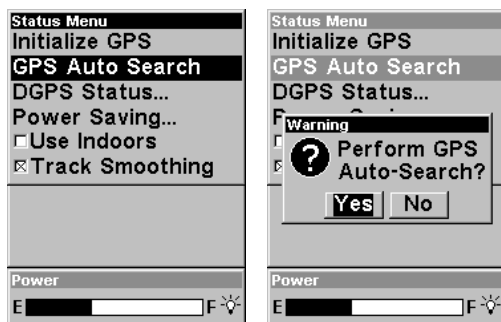 Status Menu
Initialize GPS
GPS Auto Search
DGPS Status...
Power Saving...
Use Indoors
Track Smoothing
Power
E F
Status Menu
Initialize GPS
GPS Auto Search
DGPS Status...
Warning
Perform GPS
Auto-Search?
Yes No
Power
E F